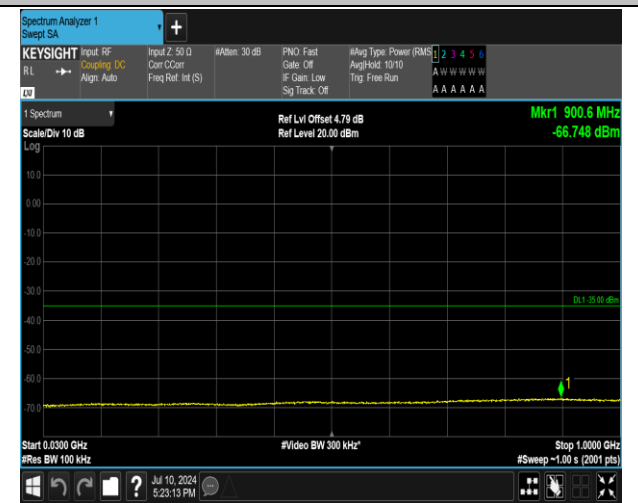 Spectrum Analyzer 1
Swept SA
+
KEYSIGHT Input: RF Input Z: 50 Ω #Atten: 30 dB PNO: Fast #Avg Type: Power (RMS 1 2 3 4 5 6
RL Coupling: DC Corr CCorr Gate: Off Avg|Hold: 10/10 A W W W W W
Align: Auto Freq Ref: Int (S) IF Gain: Low Trig: Free Run
Sig Track: Off A A A A A A
LXI
1 Spectrum Ref Lvl Offset 4.79 dB Mkr1 900.6 MHz
Scale/Div 10 dB Ref Level 20.00 dBm -66.748 dBm
Log
10.0
0.00
-10.0
-20.0
-30.0
DL1 -35.00 dBm
-40.0
-50.0
-60.0
1
-70.0
Start 0.0300 GHz #Video BW 300 kHz* Stop 1.0000 GHz
#Res BW 100 kHz #Sweep ~1.00 s (2001 pts)
? Jul 10, 2024
5:23:13 PM